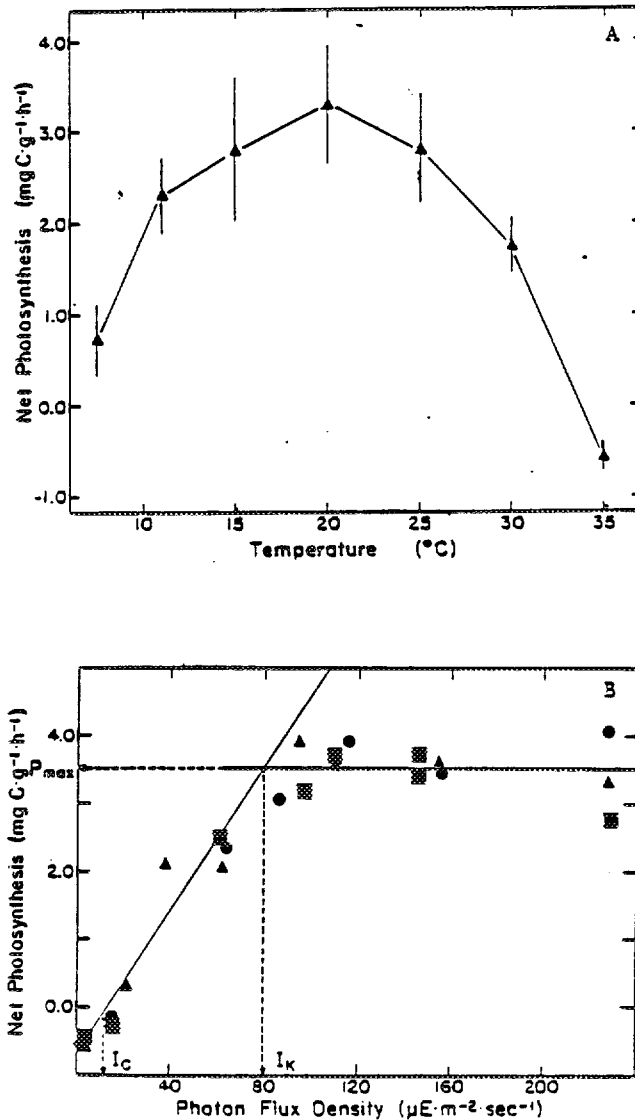 A
Net Photosynthesis (mg C·g⁻¹·h⁻¹)
4.0
3.0
2.0
1.0
0.0
-1.0
10
15
20
25
30
35
Temperature (°C)
B
Net Photosynthesis (mg C·g⁻¹·h⁻¹)
4.0
Pmax
2.0
0.0
IC
IK
40
80
120
160
200
Photon Flux Density (µE·m⁻²·sec⁻¹)